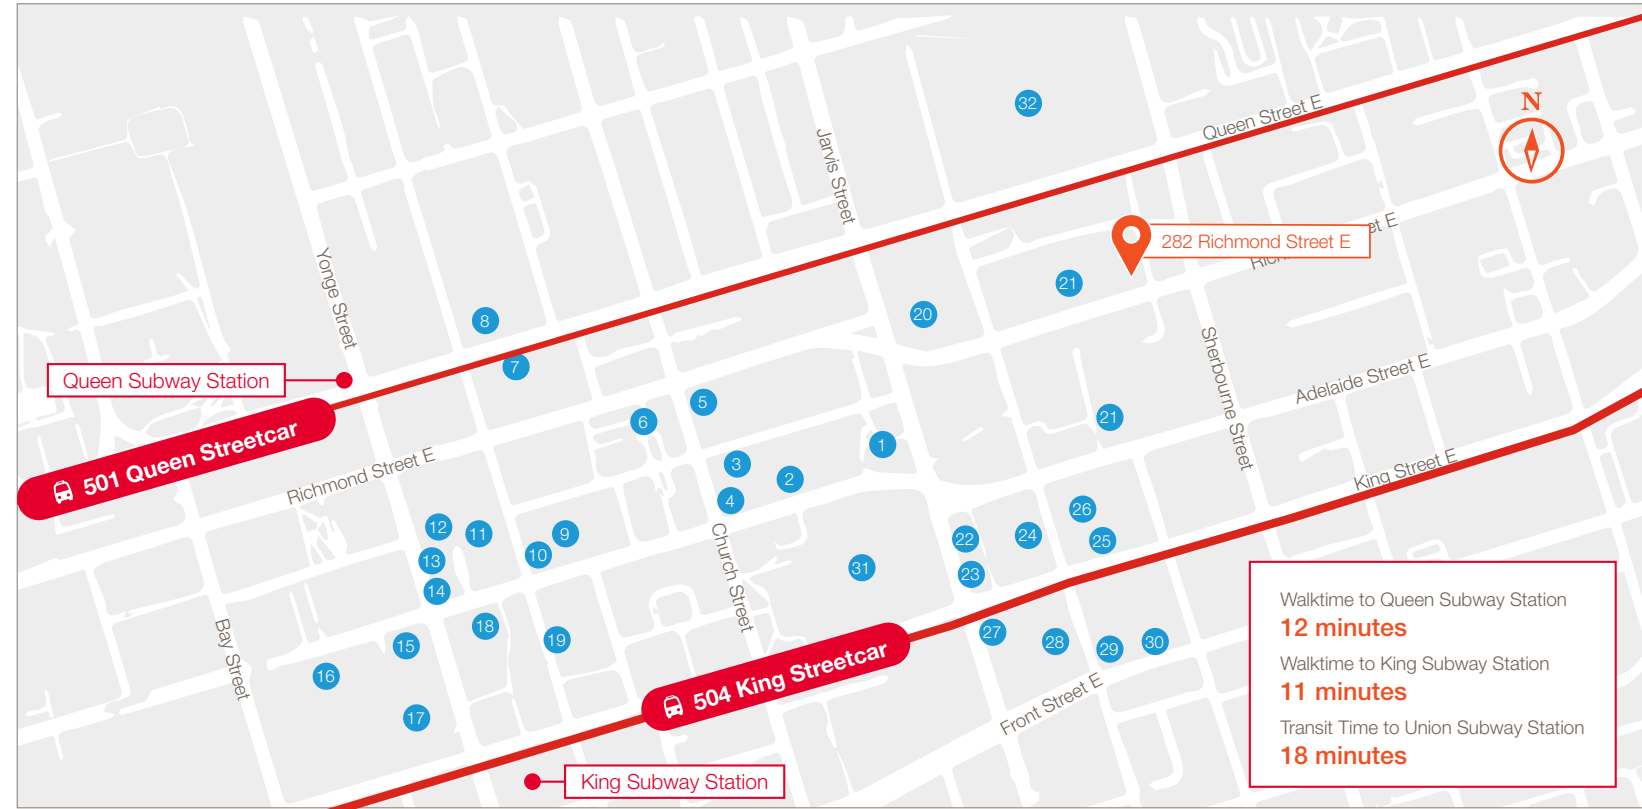 32
Queen Street E
N
Jarvis Street
282 Richmond Street E
et E
Ric
Yonge Street
21
20
8
7
Queen Subway Station
Sherbourne Street
Adelaide Street E
5
6
21
501 Queen Streetcar
1
3
2
4
Richmond Street E
King Street E
12
11
9
10
13
14
Church Street
22
24
26
25
31
23
Bay Street
15
18
19
16
17
27
28
29
30
504 King Streetcar
Front Street E
King Subway Station
Walktime to Queen Subway Station
12 minutes
Walktime to King Subway Station
11 minutes
Transit Time to Union Subway Station
18 minutes